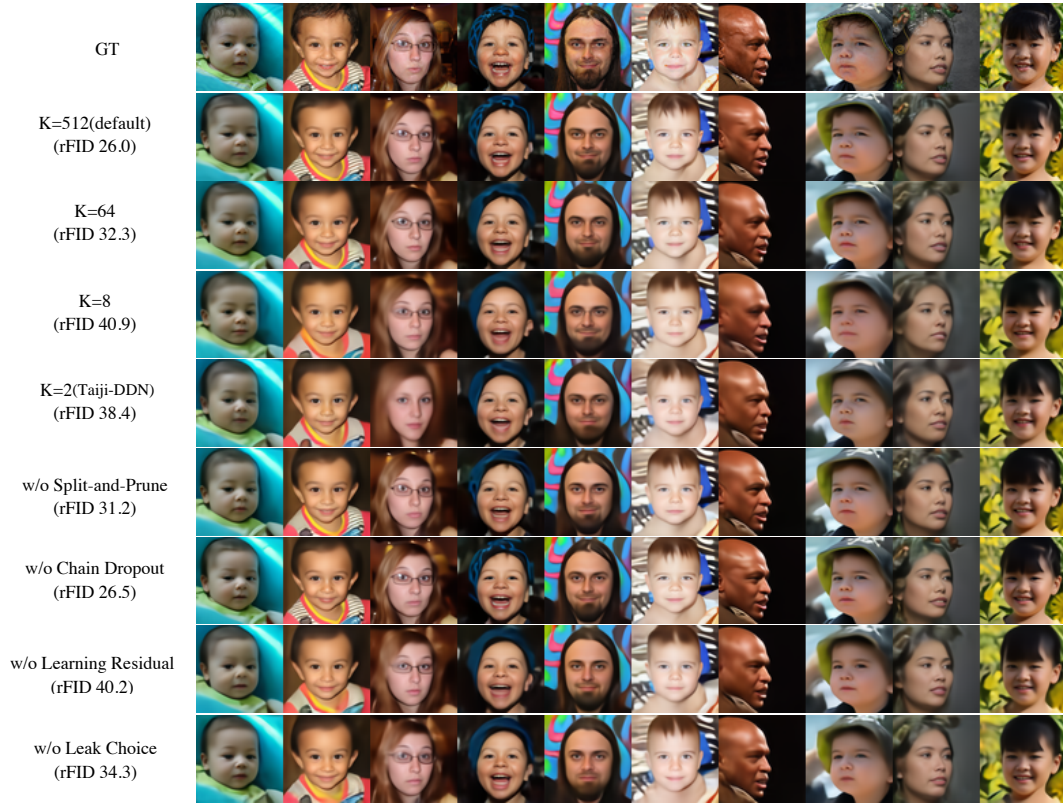 GT
K=512(default)
(rFID 26.0)
K=64
(rFID 32.3)
K=8
(rFID 40.9)
K=2(Taiji-DDN)
(rFID 38.4)
w/o Split-and-Prune
(rFID 31.2)
w/o Chain Dropout
(rFID 26.5)
w/o Learning Residual
(rFID 40.2)
w/o Leak Choice
(rFID 34.3)